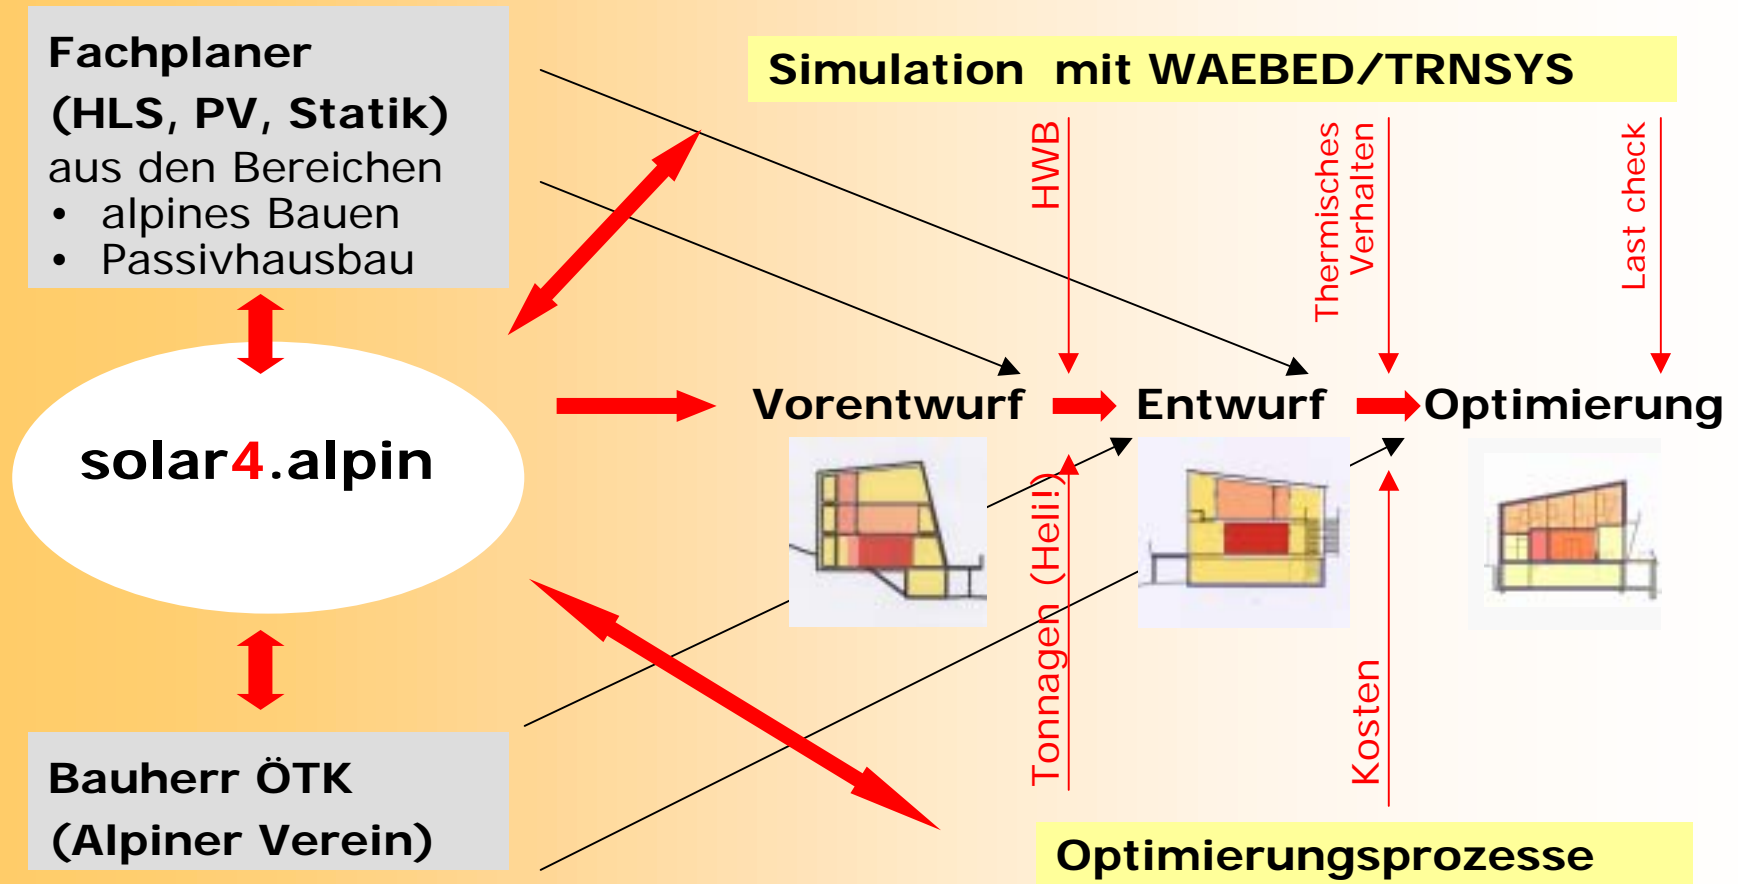 Fachplaner
(HLS, PV, Statik)
aus den Bereichen
• alpines Bauen
• Passivhausbau
Simulation mit WAEBED/TRNSYS
HWB
Thermisches
Verhalten
Last check
solar4.alpin
Vorentwurf
Entwurf
Optimierung
Tonnagen (Heli!)
Kosten
Bauherr ÖTK
(Alpiner Verein)
Optimierungsprozesse